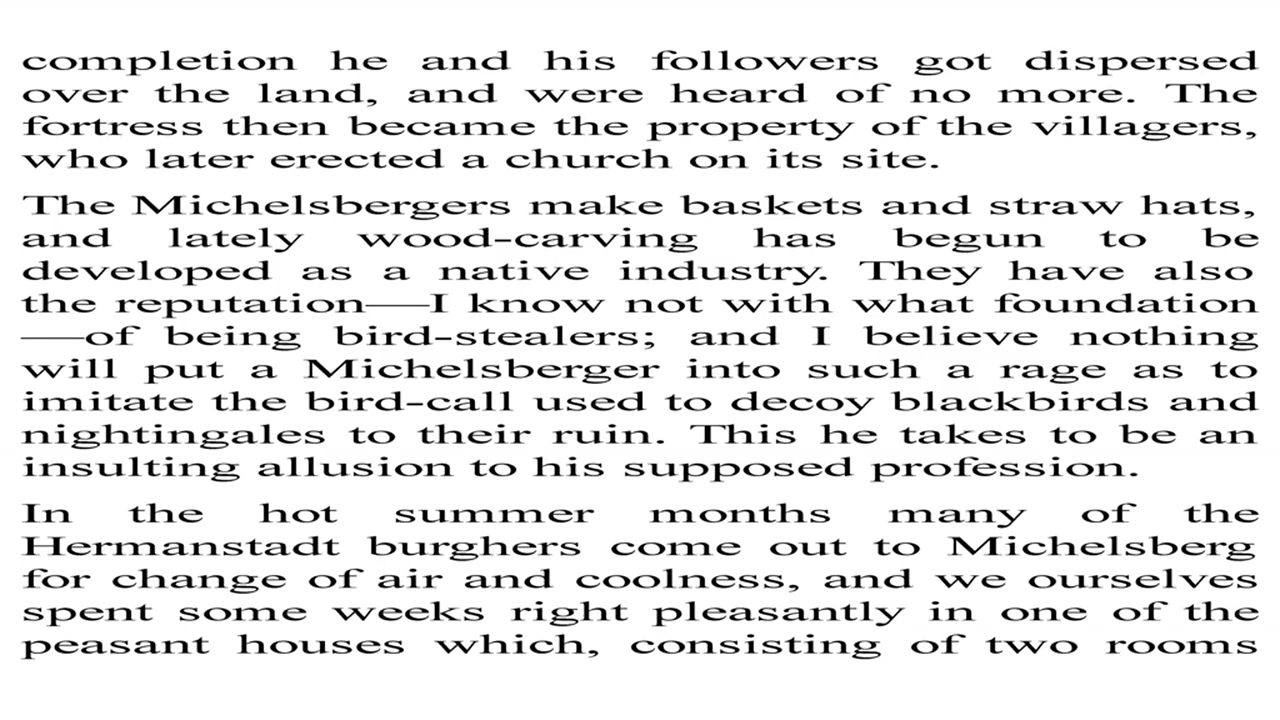 completion he and his followers got dispersed
over the land, and were heard of no more. The
fortress then became the property of the villagers,
who later erected a church on its site.
The Michelsbergers make baskets and straw hats,
and lately wood-carving has begun to be
developed as a native industry. They have also
the reputation—I know not with what foundation
—of being bird-stealers; and I believe nothing
will put a Michelsberger into such a rage as to
imitate the bird-call used to decoy blackbirds and
nightingales to their ruin. This he takes to be an
insulting allusion to his supposed profession.
In the hot summer months many of the
Hermanstadt burghers come out to Michelsberg
for change of air and coolness, and we ourselves
spent some weeks right pleasantly in one of the
peasant houses which, consisting of two rooms